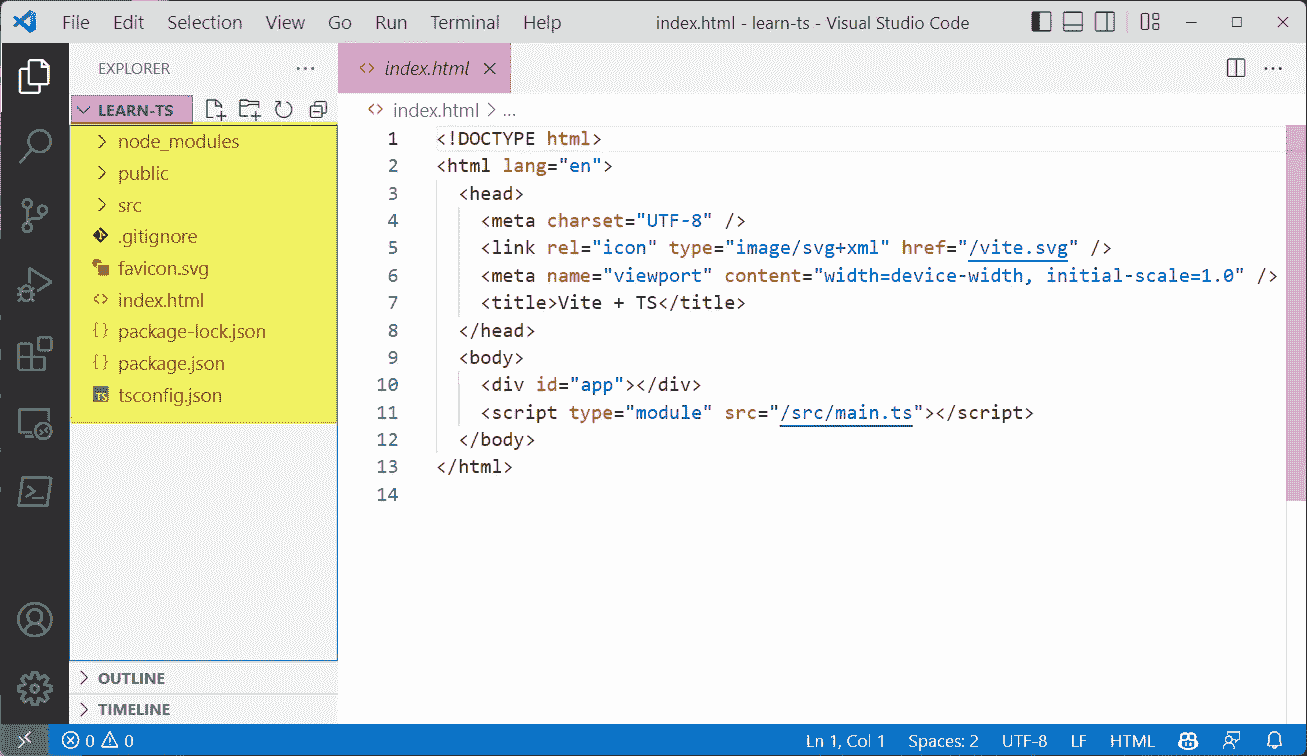 File Edit Selection View Go Run Terminal Help index.html - learn-ts - Visual Studio Code
EXPLORER ...
LEARN-TS
node_modules
public
src
.gitignore
favicon.svg
index.html
package-lock.json
package.json
tsconfig.json
OUTLINE
TIMELINE
index.html
index.html > ...
1 <!DOCTYPE html>
2 <html lang="en">
3 <head>
4 <meta charset="UTF-8" />
5 <link rel="icon" type="image/svg+xml" href="/vite.svg" />
6 <meta name="viewport" content="width=device-width, initial-scale=1.0" />
7 <title>Vite + TS</title>
8 </head>
9 <body>
10 <div id="app"></div>
11 <script type="module" src="/src/main.ts"></script>
12 </body>
13 </html>
14
0 0 Ln 1, Col 1 Spaces: 2 UTF-8 LF HTML